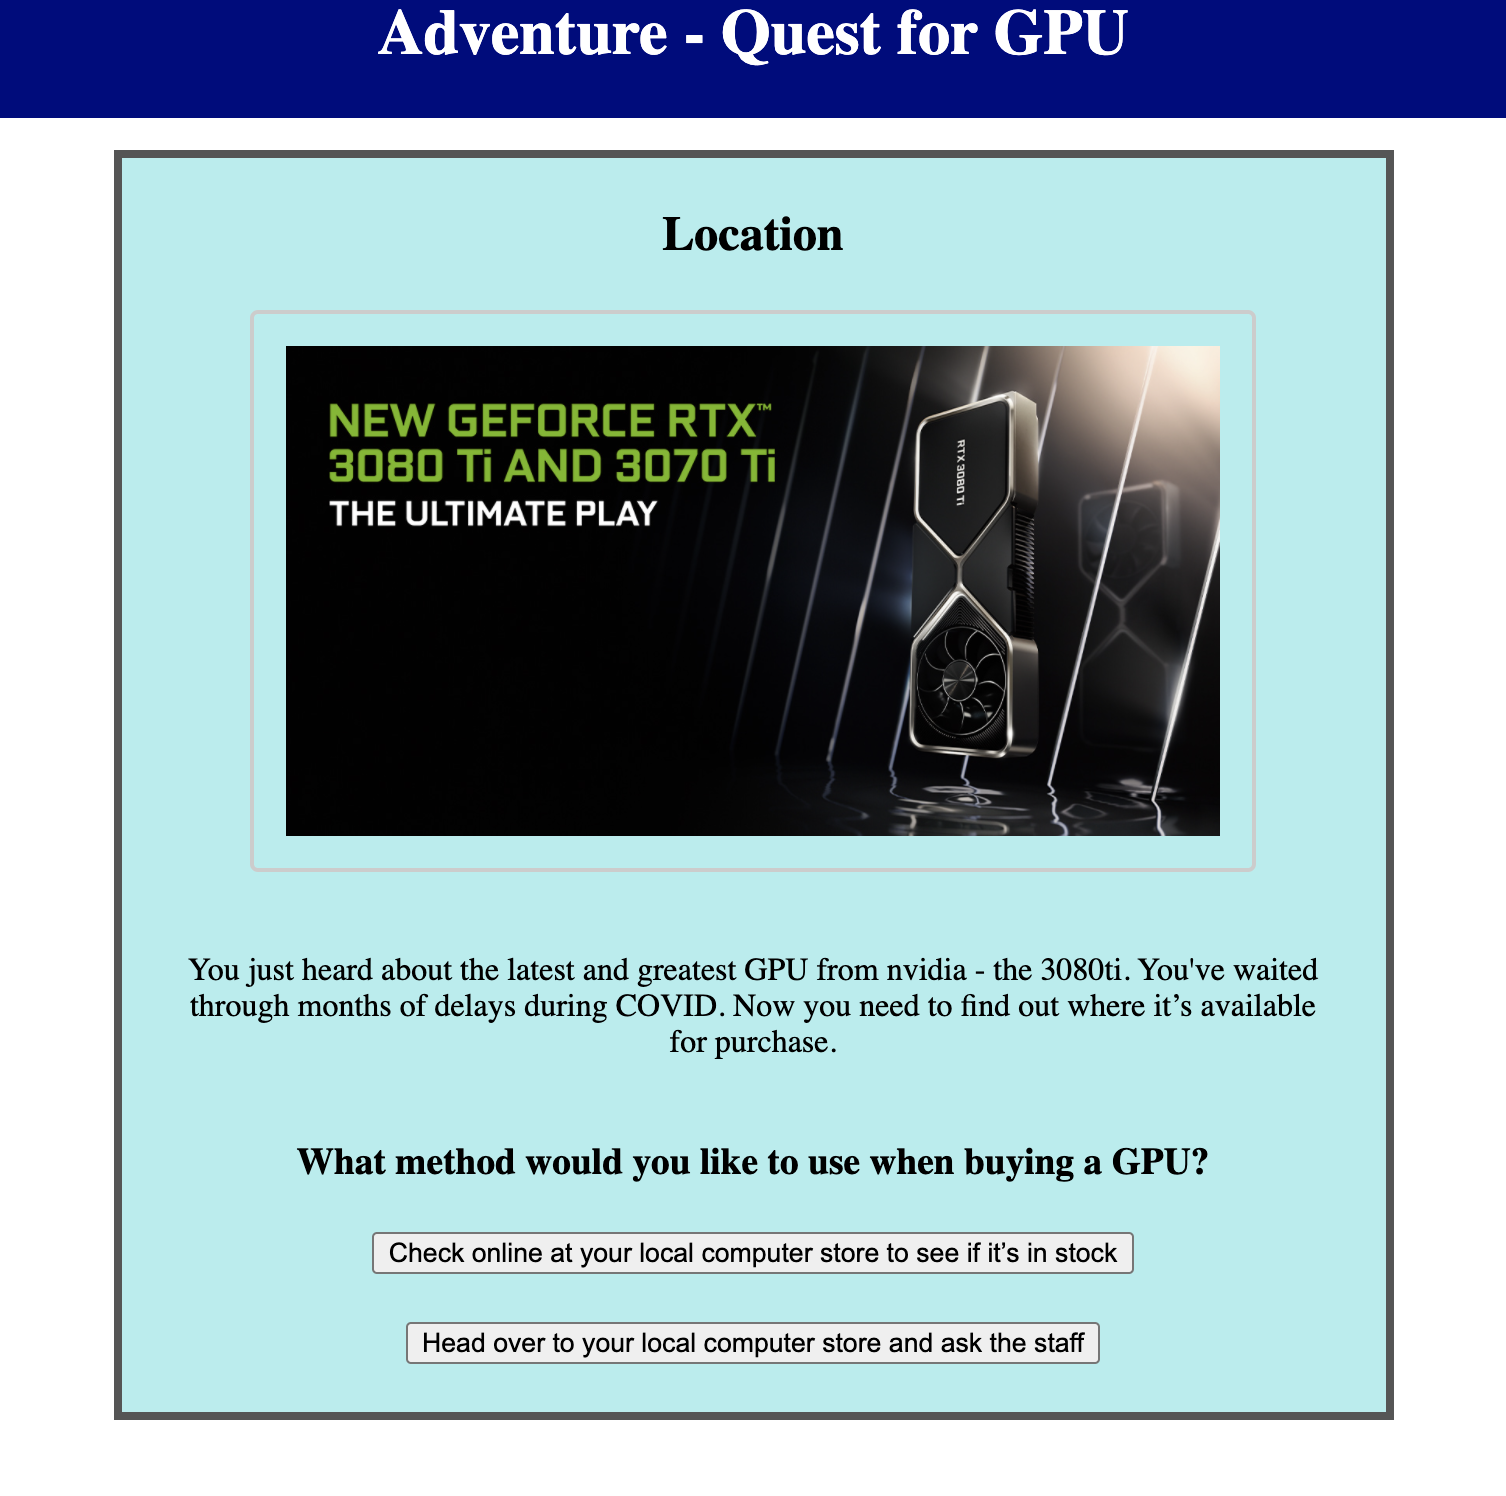 Adventure - Quest for GPU
Location
NEW GEFORCE RTX™
3080 Ti AND 3070 Ti
THE ULTIMATE PLAY
RTX 3080 Ti
You just heard about the latest and greatest GPU from nvidia - the 3080ti. You've waited
through months of delays during COVID. Now you need to find out where it’s available
for purchase.
What method would you like to use when buying a GPU?
Check online at your local computer store to see if it’s in stock
Head over to your local computer store and ask the staff